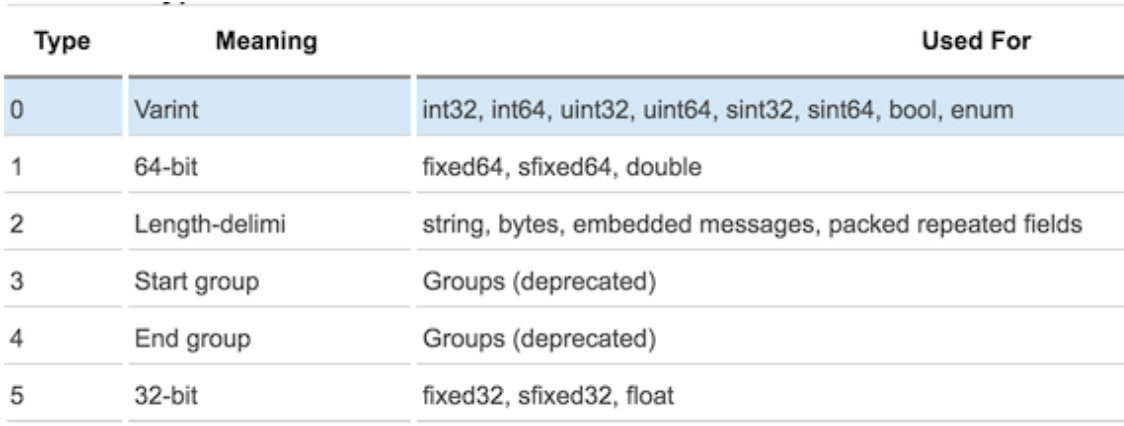 Type Meaning Used For
0 Varint int32, int64, uint32, uint64, sint32, sint64, bool, enum
1 64-bit fixed64, sfixed64, double
2 Length-delimi string, bytes, embedded messages, packed repeated fields
3 Start group Groups (deprecated)
4 End group Groups (deprecated)
5 32-bit fixed32, sfixed32, float